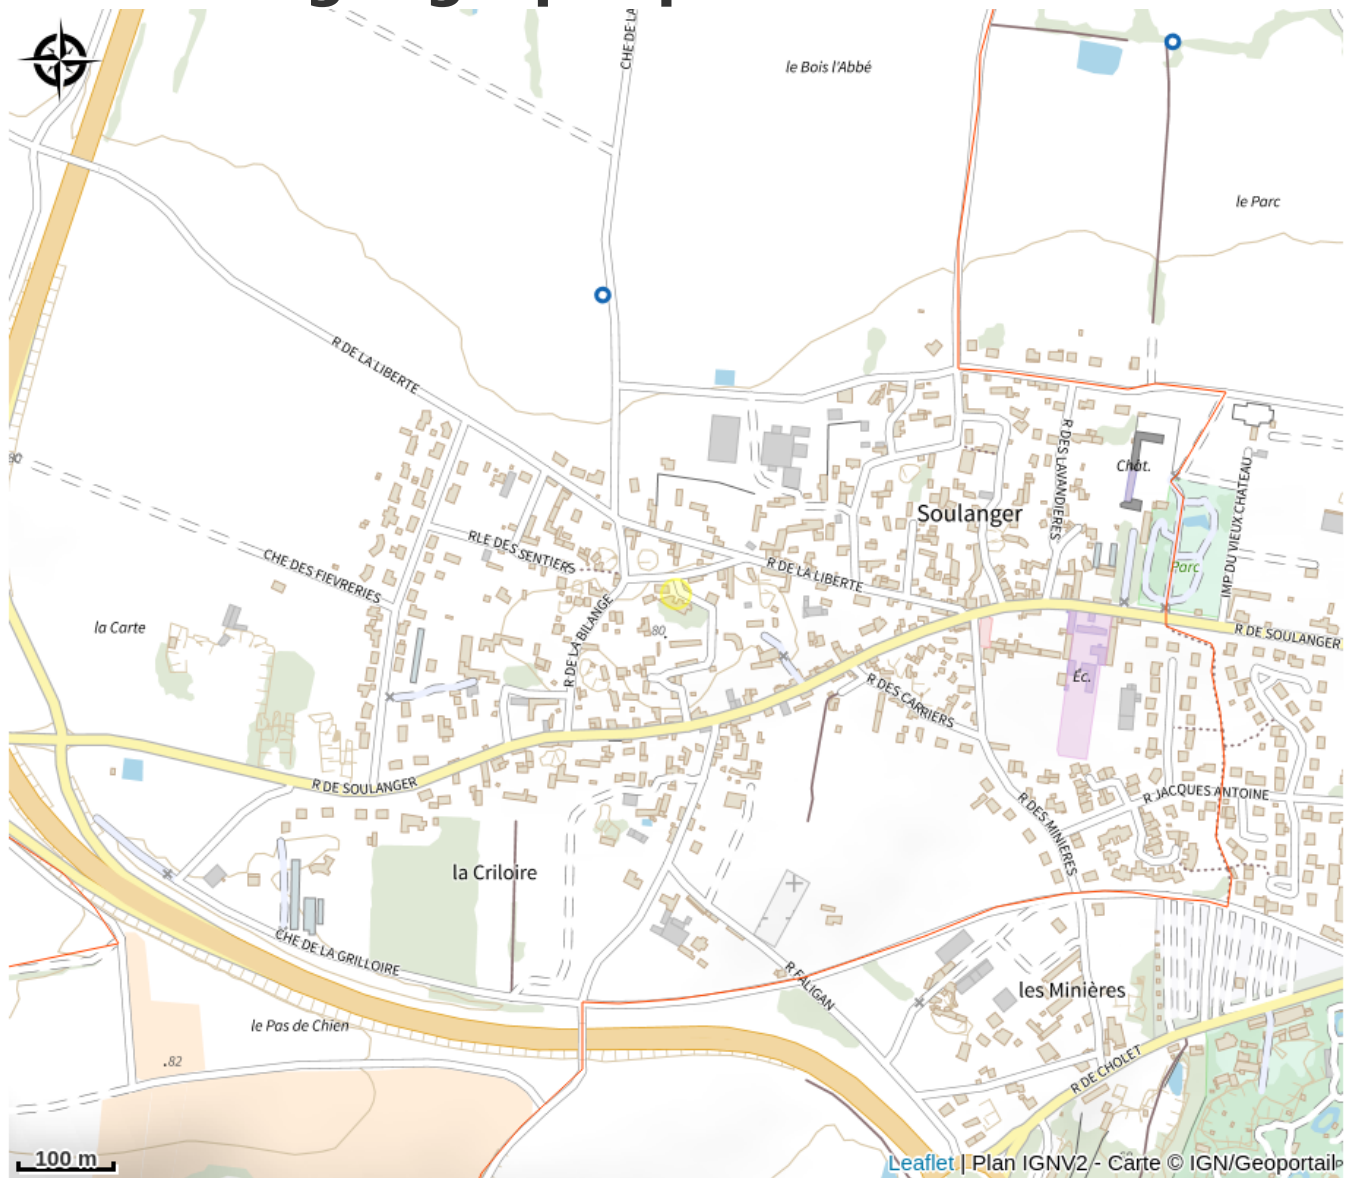 CHE DE LA
le Bois l'Abbé
le Parc
R DE LA LIBERTE
R DES LAVANDIERES
Chât.
IMP DU VIEUX CHATEAU
80
Soulanger
RLE DES SENTIERS
CHE DES FIEVRERIES
R DE LA LIBERTE
Parc
la Carte
R DE LA BILANGE
80
R DE SOULANGER
Éc.
R DES CARRIERS
R DE SOULANGER
R JACQUES ANTOINE
R DES MINIERES
la Criloire
CHE DE LA GRILLOIRE
R FALIGAN
les Minières
le Pas de Chien
82
R DE CHOLET
100 m
Leaflet | Plan IGNV2 - Carte © IGN/Geoportail